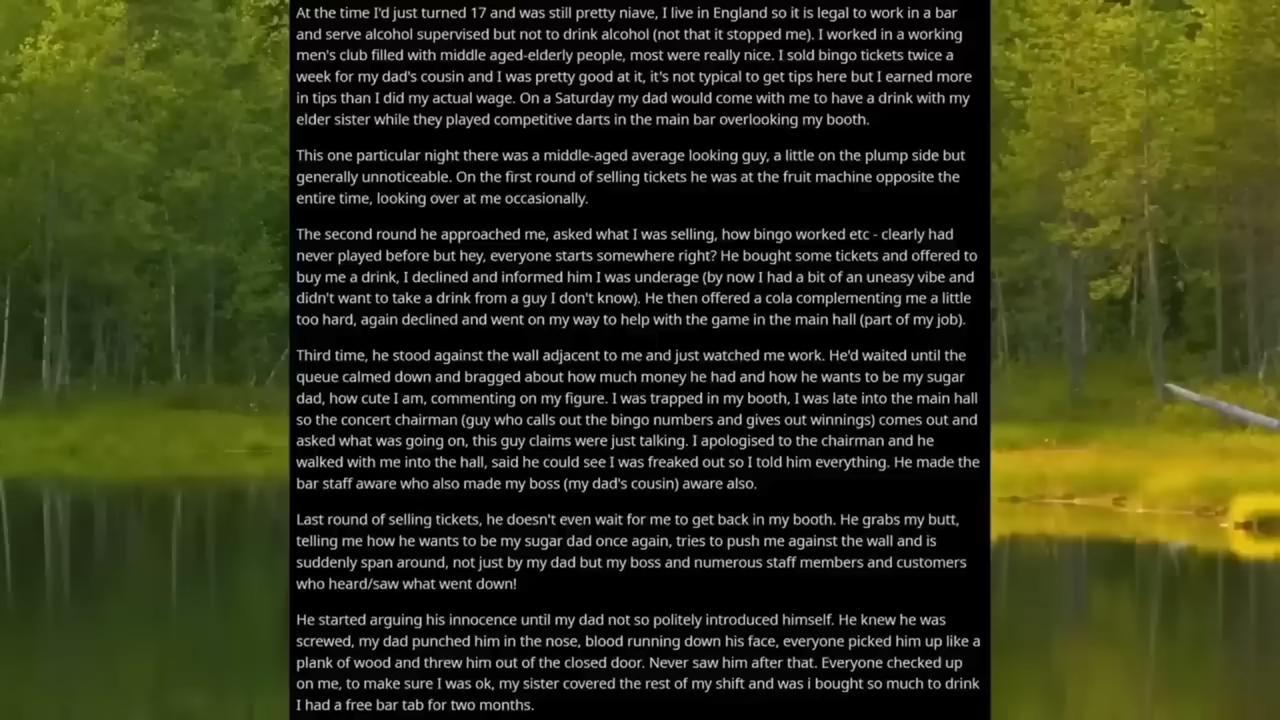 At the time I'd just turned 17 and was still pretty niave, I live in England so it is legal to work in a bar
and serve alcohol supervised but not to drink alcohol (not that it stopped me). I worked in a working
men's club filled with middle aged-elderly people, most were really nice. I sold bingo tickets twice a
week for my dad's cousin and I was pretty good at it, it's not typical to get tips here but I earned more
in tips than I did my actual wage. On a Saturday my dad would come with me to have a drink with my
elder sister while they played competitive darts in the main bar overlooking my booth.
This one particular night there was a middle-aged average looking guy, a little on the plump side but
generally unnoticeable. On the first round of selling tickets he was at the fruit machine opposite the
entire time, looking over at me occasionally.
The second round he approached me, asked what I was selling, how bingo worked etc - clearly had
never played before but hey, everyone starts somewhere right? He bought some tickets and offered to
buy me a drink, I declined and informed him I was underage (by now I had a bit of an uneasy vibe and
didn't want to take a drink from a guy I don't know). He then offered a cola complementing me a little
too hard, again declined and went on my way to help with the game in the main hall (part of my job).
Third time, he stood against the wall adjacent to me and just watched me work. He'd waited until the
queue calmed down and bragged about how much money he had and how he wants to be my sugar
dad, how cute I am, commenting on my figure. I was trapped in my booth, I was late into the main hall
so the concert chairman (guy who calls out the bingo numbers and gives out winnings) comes out and
asked what was going on, this guy claims were just talking. I apologised to the chairman and he
walked with me into the hall, said he could see I was freaked out so I told him everything. He made the
bar staff aware who also made my boss (my dad's cousin) aware also.
Last round of selling tickets, he doesn't even wait for me to get back in my booth. He grabs my butt,
telling me how he wants to be my sugar dad once again, tries to push me against the wall and is
suddenly span around, not just by my dad but my boss and numerous staff members and customers
who heard/saw what went down!
He started arguing his innocence until my dad not so politely introduced himself. He knew he was
screwed, my dad punched him in the nose, blood running down his face, everyone picked him up like a
plank of wood and threw him out of the closed door. Never saw him after that. Everyone checked up
on me, to make sure I was ok, my sister covered the rest of my shift and was i bought so much to drink
I had a free bar tab for two months.